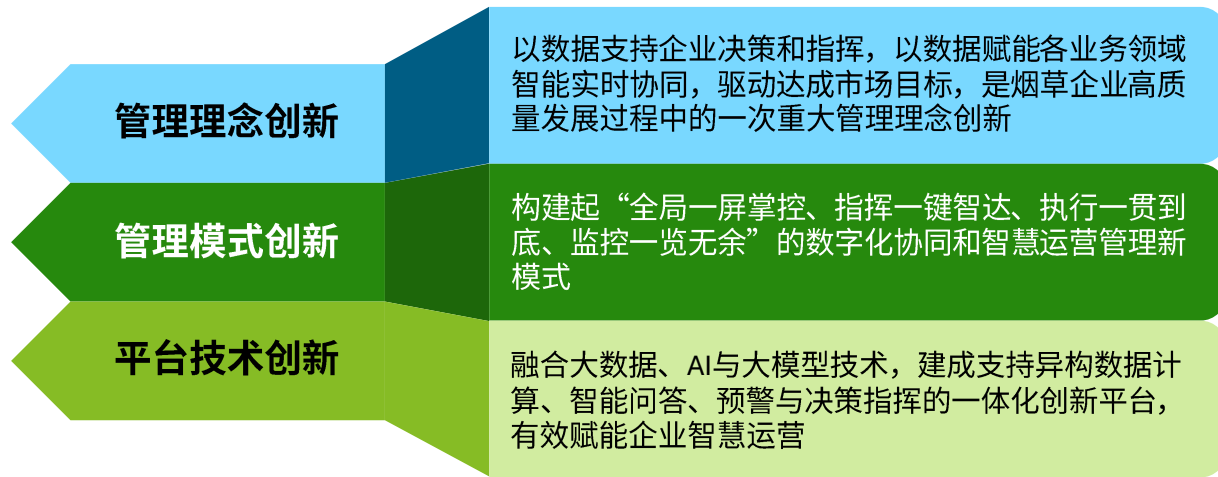 管理理念创新
以数据支持企业决策和指挥，以数据赋能各业务领域
智能实时协同，驱动达成市场目标，是烟草企业高质
量发展过程中的一次重大管理理念创新
管理模式创新
构建起“全局一屏掌控、指挥一键智达、执行一贯到
底、监控一览无余”的数字化协同和智慧运营管理新
模式
平台技术创新
融合大数据、AI与大模型技术，建成支持异构数据计
算、智能问答、预警与决策指挥的一体化创新平台，
有效赋能企业智慧运营